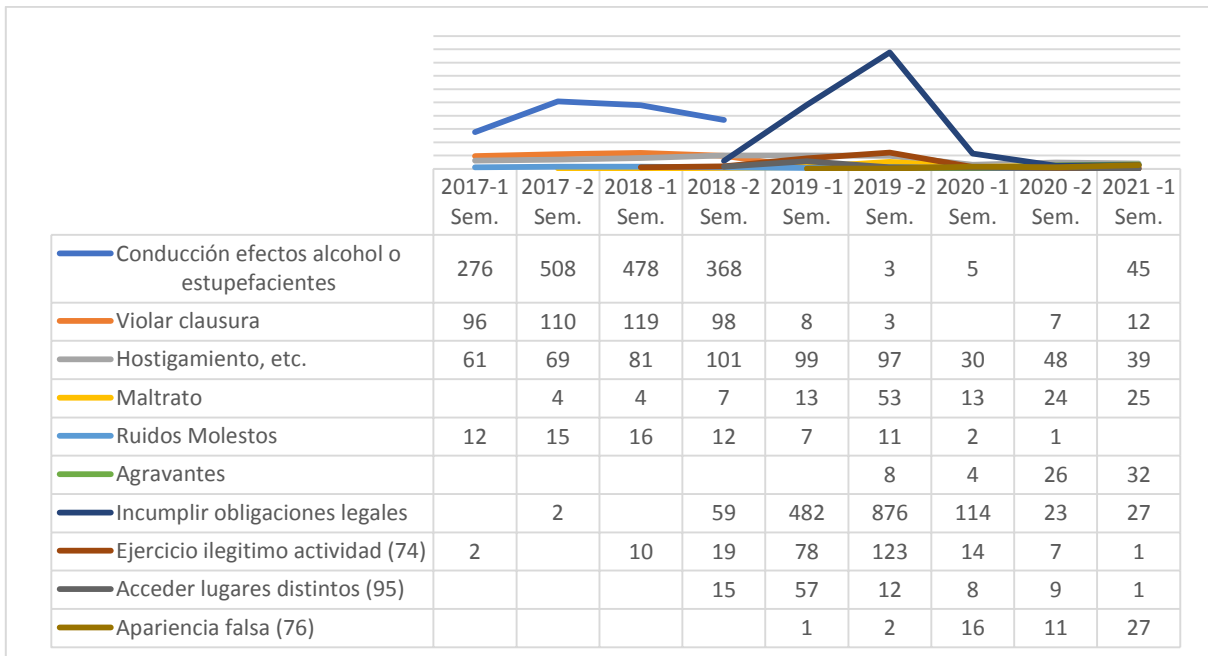 2017-1 2017 -2 2018 -1 2018 -2 2019 -1 2019 -2 2020 -1 2020 -2 2021 -1
Sem. Sem. Sem. Sem. Sem. Sem. Sem. Sem. Sem.
Conducción efectos alcohol o
estupefacientes
276 508 478 368 3 5 45
Violar clausura 96 110 119 98 8 3 7 12
Hostigamiento, etc. 61 69 81 101 99 97 30 48 39
Maltrato 4 4 7 13 53 13 24 25
Ruidos Molestos 12 15 16 12 7 11 2 1
Agravantes 8 4 26 32
Incumplir obligaciones legales 2 59 482 876 114 23 27
Ejercicio ilegitimo actividad (74) 2 10 19 78 123 14 7 1
Acceder lugares distintos (95) 15 57 12 8 9 1
Apariencia falsa (76) 1 2 16 11 27